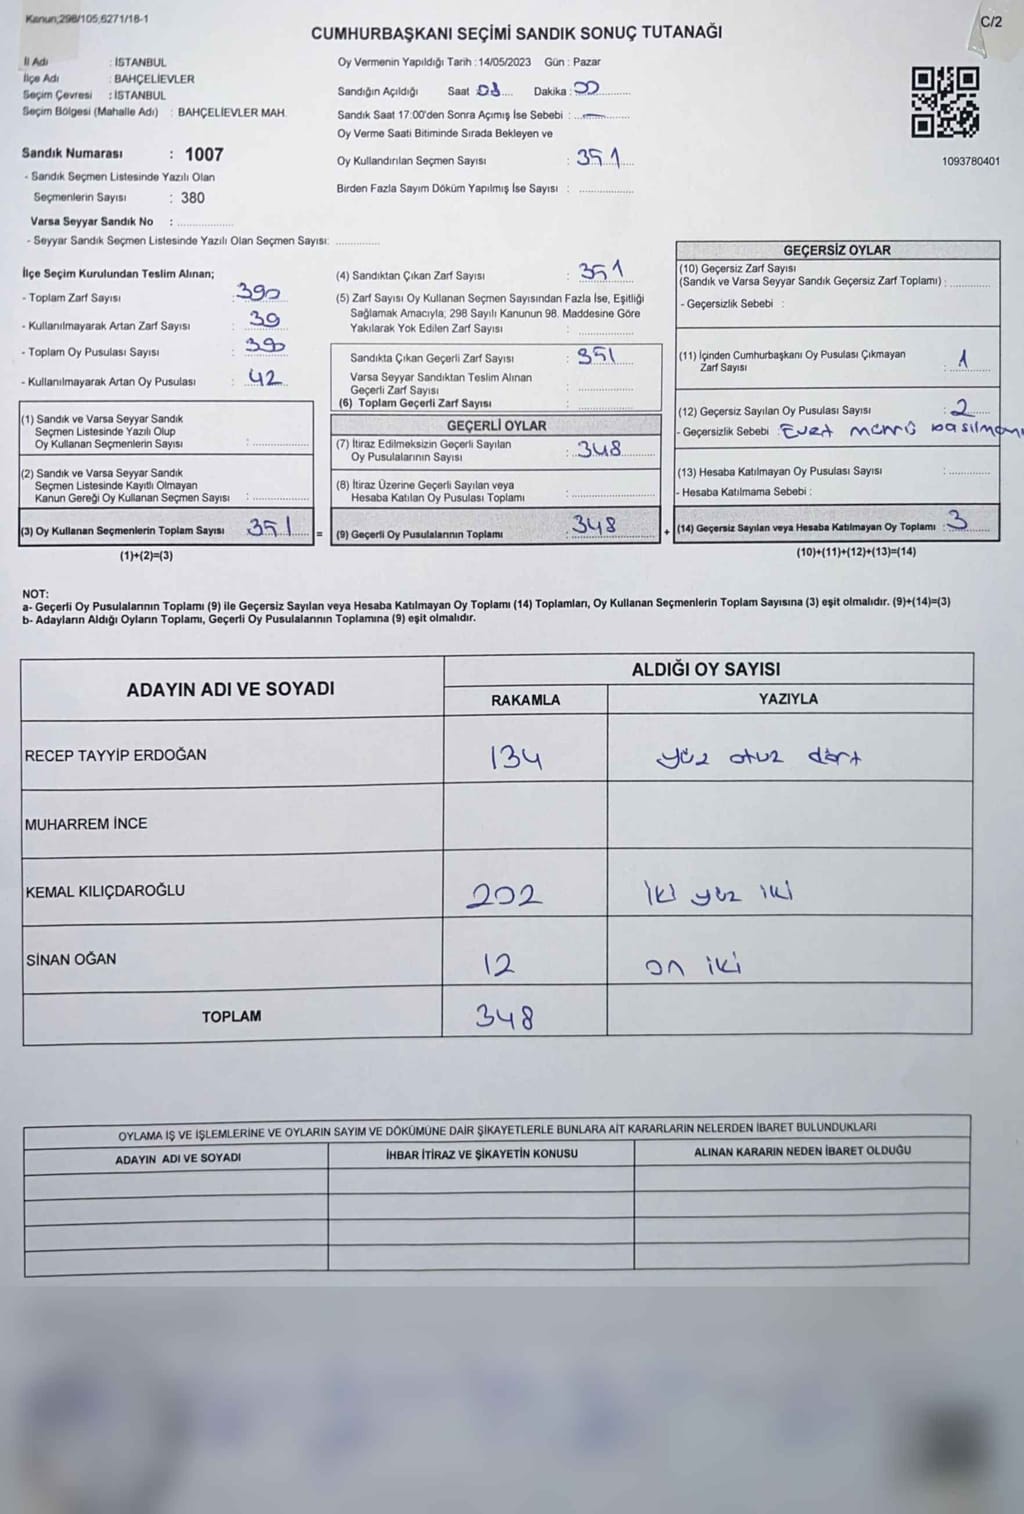 Kanun;298/105,6271/18-1
C/2
CUMHURBAŞKANI SEÇİMİ SANDIK SONUÇ TUTANAĞI
İl Adı : İSTANBUL
İlçe Adı : BAHÇELİEVLER
Seçim Çevresi : İSTANBUL
Seçim Bölgesi (Mahalle Adı) : BAHÇELİEVLER MAH.
Sandık Numarası : 1007
- Sandık Seçmen Listesinde Yazılı Olan
Seçmenlerin Sayısı : 380
Varsa Seyyar Sandık No :
- Seyyar Sandık Seçmen Listesinde Yazılı Olan Seçmen Sayısı:
Oy Vermenin Yapıldığı Tarih : 14/05/2023 Gün : Pazar
Sandığın Açıldığı Saat : 08 Dakika : 00
Sandık Saat 17:00'den Sonra Açımış İse Sebebi : —
Oy Verme Saati Bitiminde Sırada Bekleyen ve
Oy Kullandırılan Seçmen Sayısı : 351
Birden Fazla Sayım Döküm Yapılmış İse Sayısı :
1093780401
İlçe Seçim Kurulundan Teslim Alınan;
- Toplam Zarf Sayısı : 390
- Kullanılmayarak Artan Zarf Sayısı : 39
- Toplam Oy Pusulası Sayısı : 390
- Kullanılmayarak Artan Oy Pusulası : 42
(1) Sandık ve Varsa Seyyar Sandık
Seçmen Listesinde Yazılı Olup
Oy Kullanan Seçmenlerin Sayısı :
(2) Sandık ve Varsa Seyyar Sandık
Seçmen Listesinde Kayıtlı Olmayan
Kanun Gereği Oy Kullanan Seçmen Sayısı :
(3) Oy Kullanan Seçmenlerin Toplam Sayısı 351 =
(1)+(2)=(3)
(4) Sandıktan Çıkan Zarf Sayısı : 351
(5) Zarf Sayısı Oy Kullanan Seçmen Sayısından Fazla İse, Eşitliği
Sağlamak Amacıyla; 298 Sayılı Kanunun 98. Maddesine Göre
Yakılarak Yok Edilen Zarf Sayısı :
Sandıkta Çıkan Geçerli Zarf Sayısı : 351
Varsa Seyyar Sandıktan Teslim Alınan
Geçerli Zarf Sayısı :
(6) Toplam Geçerli Zarf Sayısı :
GEÇERLİ OYLAR
(7) İtiraz Edilmeksizin Geçerli Sayılan
Oy Pusulalarının Sayısı : 348
(8) İtiraz Üzerine Geçerli Sayılan veya
Hesaba Katılan Oy Pusulası Toplamı :
(9) Geçerli Oy Pusulalarının Toplamı : 348 +
GEÇERSİZ OYLAR
(10) Geçersiz Zarf Sayısı
(Sandık ve Varsa Seyyar Sandık Geçersiz Zarf Toplamı) :
- Geçersizlik Sebebi :
(11) İçinden Cumhurbaşkanı Oy Pusulası Çıkmayan
Zarf Sayısı : 1
(12) Geçersiz Sayılan Oy Pusulası Sayısı : 2
- Geçersizlik Sebebi : Evet mührü basılmamı
(13) Hesaba Katılmayan Oy Pusulası Sayısı :
- Hesaba Katılmama Sebebi :
(14) Geçersiz Sayılan veya Hesaba Katılmayan Oy Toplamı : 3
(10)+(11)+(12)+(13)=(14)
NOT:
a- Geçerli Oy Pusulalarının Toplamı (9) ile Geçersiz Sayılan veya Hesaba Katılmayan Oy Toplamı (14) Toplamları, Oy Kullanan Seçmenlerin Toplam Sayısına (3) eşit olmalıdır. (9)+(14)=(3)
b- Adayların Aldığı Oyların Toplamı, Geçerli Oy Pusulalarının Toplamına (9) eşit olmalıdır.
ADAYIN ADI VE SOYADI
ALDIĞI OY SAYISI
RAKAMLA YAZIYLA
RECEP TAYYİP ERDOĞAN 134 yüz otuz dört
MUHARREM İNCE
KEMAL KILIÇDAROĞLU 202 iki yüz iki
SİNAN OĞAN 12 on iki
TOPLAM 348
OYLAMA İŞ VE İŞLEMLERİNE VE OYLARIN SAYIM VE DÖKÜMÜNE DAİR ŞİKAYETLERLE BUNLARA AİT KARARLARIN NELERDEN İBARET BULUNDUKLARI
ADAYIN ADI VE SOYADI İHBAR İTİRAZ VE ŞİKAYETİN KONUSU ALINAN KARARIN NEDEN İBARET OLDUĞU